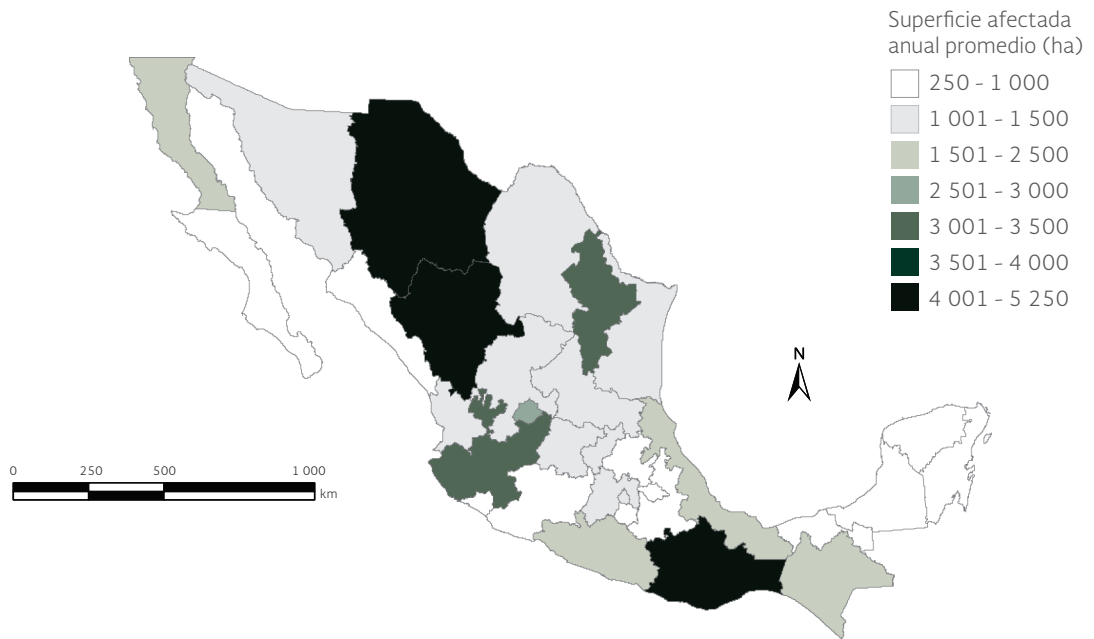 Superficie afectada
anual promedio (ha)
250 - 1 000
1 001 - 1 500
1 501 - 2 500
2 501 - 3 000
3 001 - 3 500
3 501 - 4 000
4 001 - 5 250
N
0 250 500 1 000
km